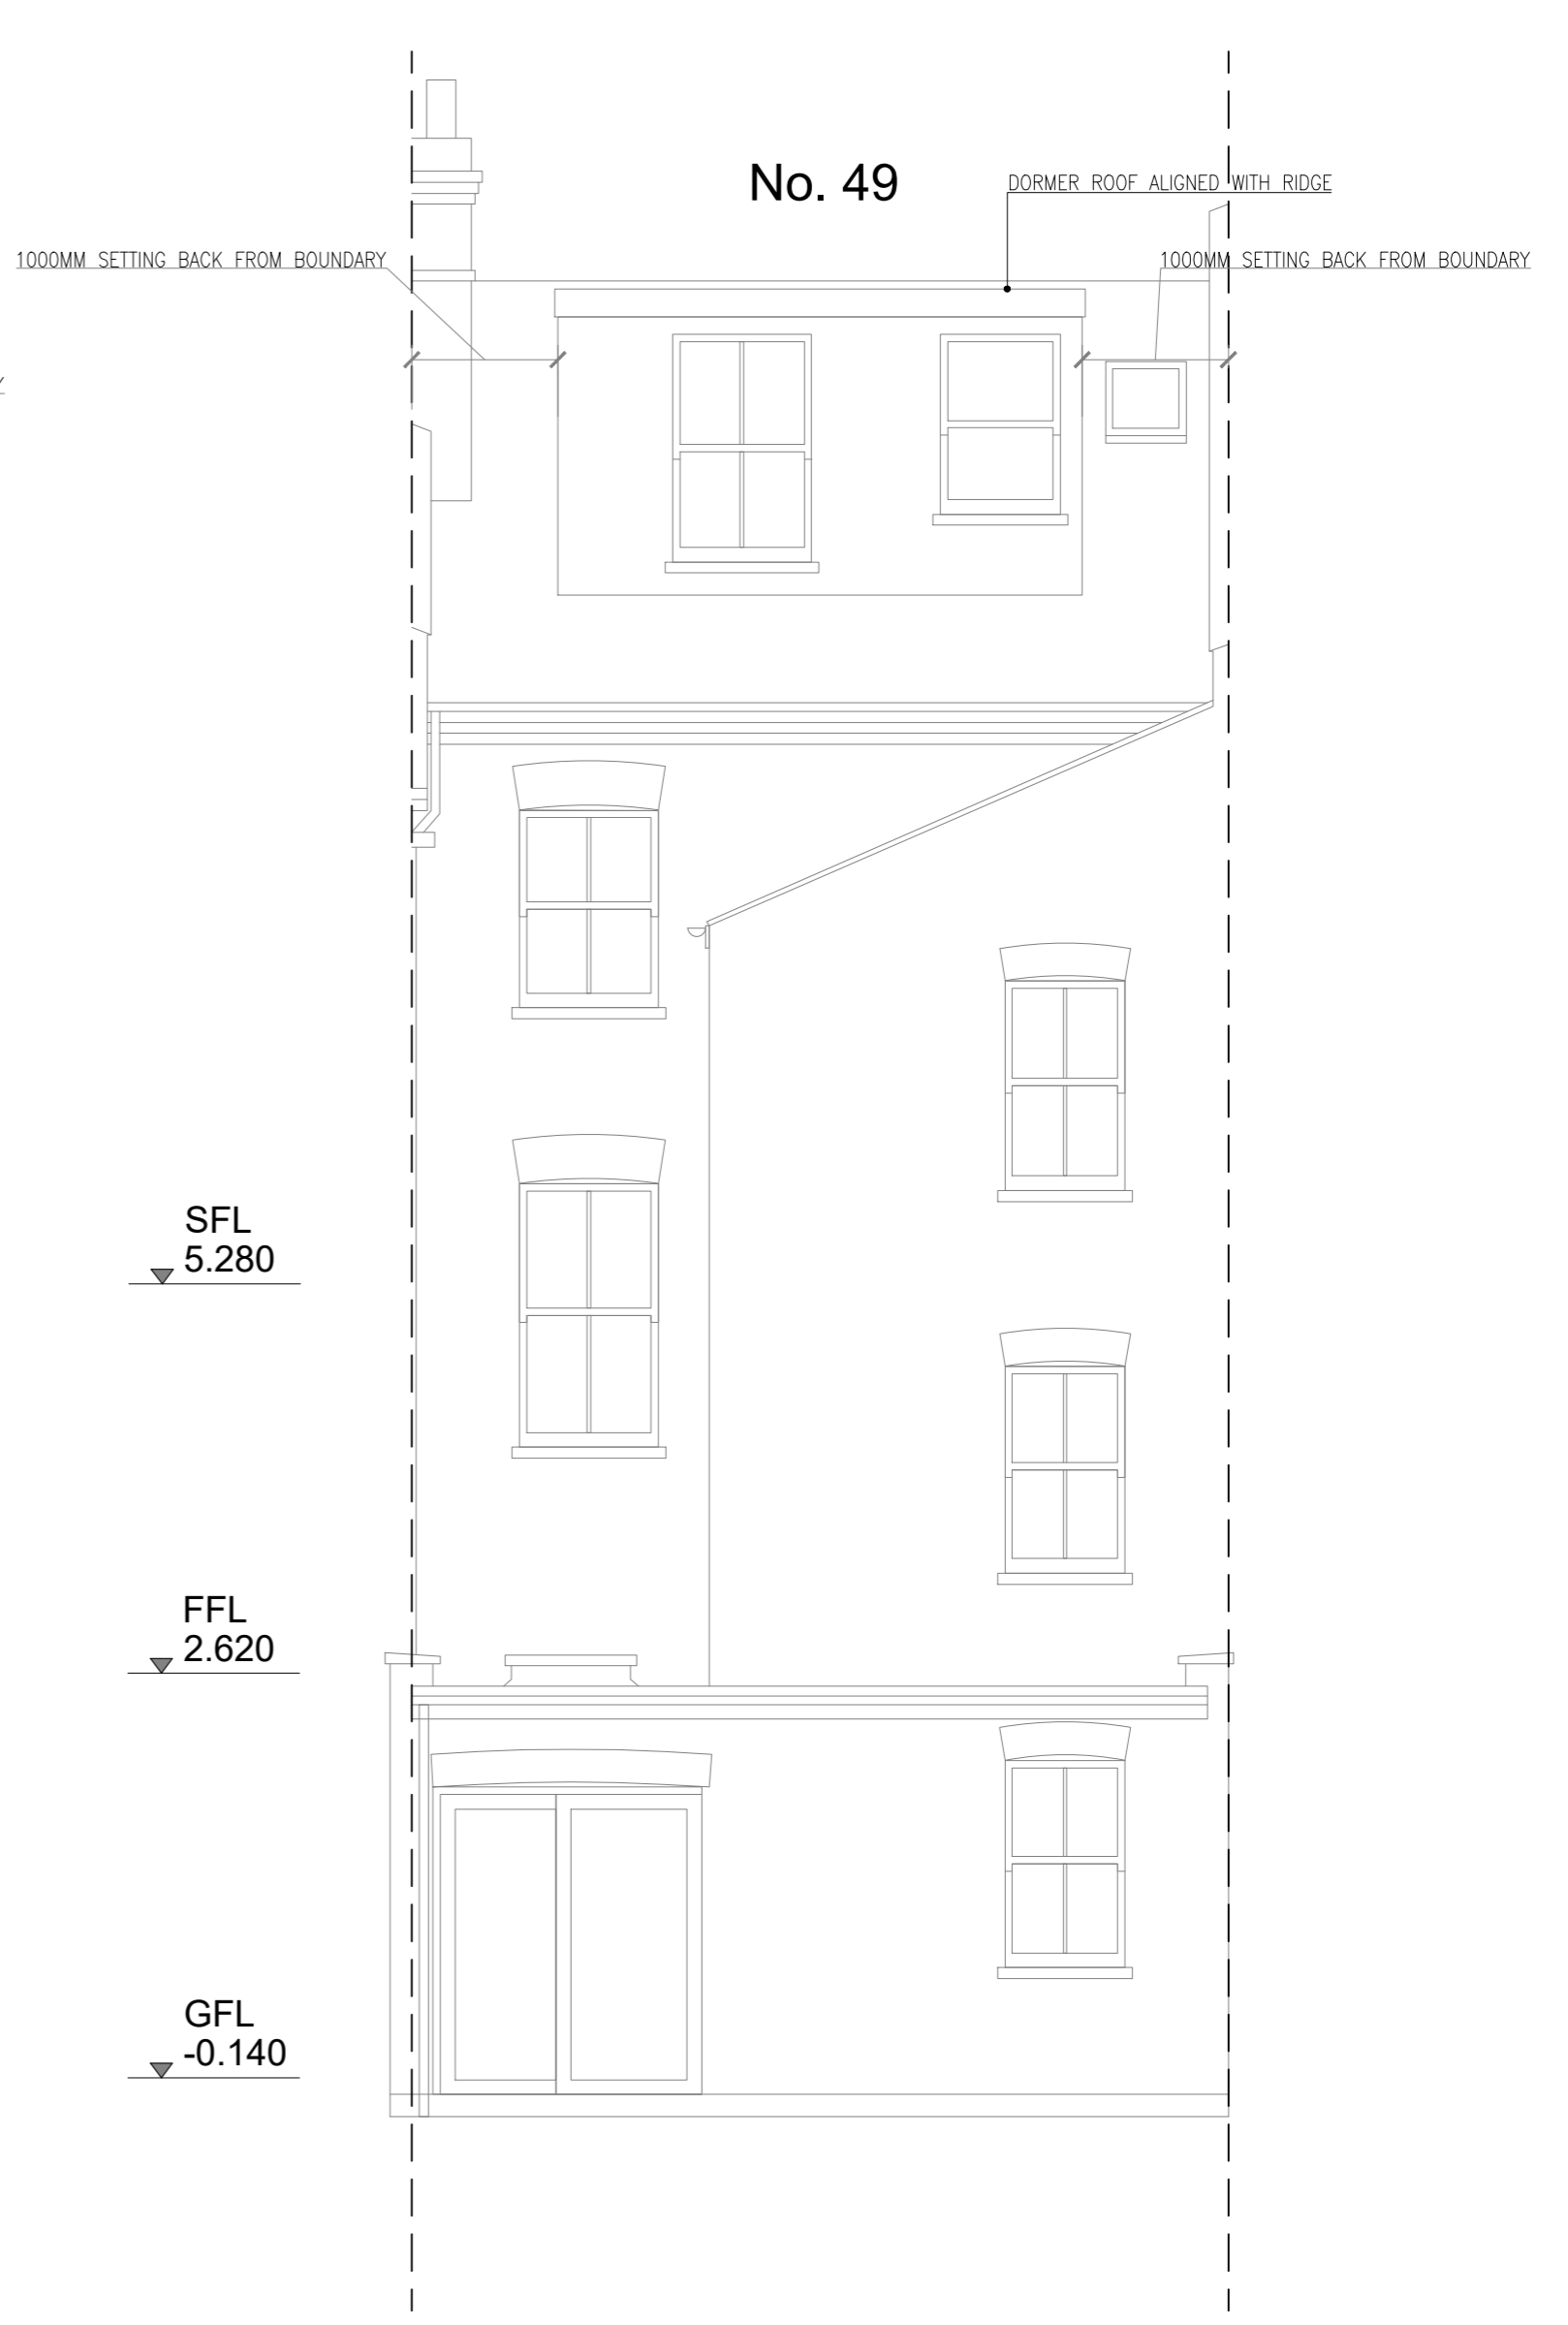 No. 49
DORMER ROOF ALIGNED WITH RIDGE
1000MM SETTING BACK FROM BOUNDARY
1000MM SETTING BACK FROM BOUNDARY
SFL
5.280
FFL
2.620
GFL
-0.140